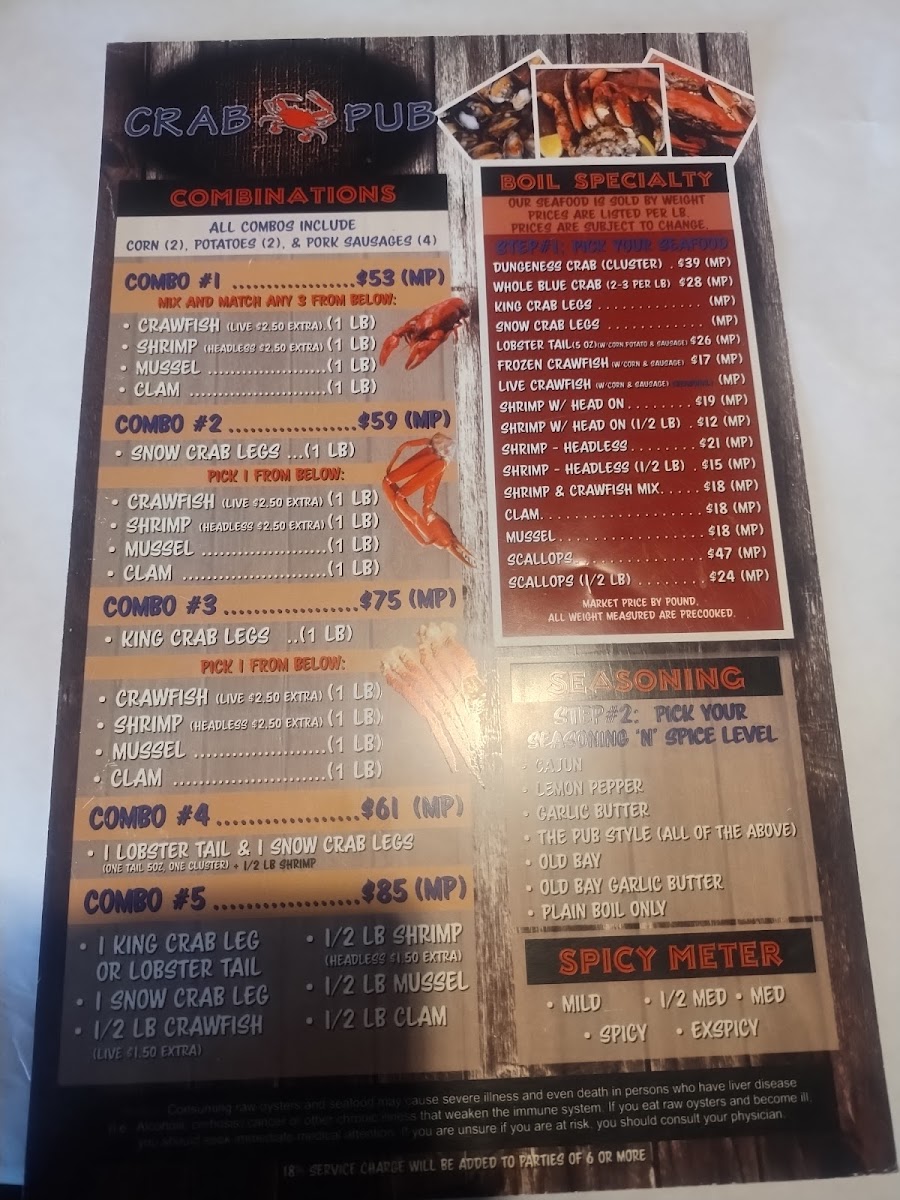 CRAB PUB
COMBINATIONS
ALL COMBOS INCLUDE
CORN (2), POTATOES (2), & PORK SAUSAGES (4)
COMBO #1 ..................$53 (MP)
MIX AND MATCH ANY 3 FROM BELOW:
• CRAWFISH (LIVE $2.50 EXTRA).(1 LB)
• SHRIMP (HEADLESS $2.50 EXTRA) (1 LB)
• MUSSEL ......................(1 LB)
• CLAM .........................(1 LB)
COMBO #2 ..................$59 (MP)
• SNOW CRAB LEGS ...(1 LB)
PICK 1 FROM BELOW:
• CRAWFISH (LIVE $2.50 EXTRA) (1 LB)
• SHRIMP (HEADLESS $2.50 EXTRA) (1 LB)
• MUSSEL ......................(1 LB)
• CLAM .........................(1 LB)
COMBO #3 ..................$75 (MP)
• KING CRAB LEGS ..(1 LB)
PICK 1 FROM BELOW:
• CRAWFISH (LIVE $2.50 EXTRA) (1 LB)
• SHRIMP (HEADLESS $2.50 EXTRA) (1 LB)
• MUSSEL ......................(1 LB)
• CLAM .........................(1 LB)
COMBO #4 ...................$61 (MP)
• 1 LOBSTER TAIL & 1 SNOW CRAB LEGS
(ONE TAIL 5OZ, ONE CLUSTER) + 1/2 LB SHRIMP
COMBO #5 ...................$85 (MP)
• 1 KING CRAB LEG
OR LOBSTER TAIL
• 1 SNOW CRAB LEG
• 1/2 LB CRAWFISH
(LIVE $1.50 EXTRA)
• 1/2 LB SHRIMP
(HEADLESS $1.50 EXTRA)
• 1/2 LB MUSSEL
• 1/2 LB CLAM
BOIL SPECIALTY
OUR SEAFOOD IS SOLD BY WEIGHT
PRICES ARE LISTED PER LB.
PRICES ARE SUBJECT TO CHANGE.
STEP#1: PICK YOUR SEAFOOD
DUNGENESS CRAB (CLUSTER) . $39 (MP)
WHOLE BLUE CRAB (2-3 PER LB) $28 (MP)
KING CRAB LEGS . . . . . . . . . . . (MP)
SNOW CRAB LEGS . . . . . . . . . . . (MP)
LOBSTER TAIL(5 OZ)(W/CORN,POTATO & SAUSAGE) $26 (MP)
FROZEN CRAWFISH (W/CORN & SAUSAGE) $17 (MP)
LIVE CRAWFISH (W/CORN & SAUSAGE) (MP)
SHRIMP W/ HEAD ON . . . . . . . $19 (MP)
SHRIMP W/ HEAD ON (1/2 LB) . $12 (MP)
SHRIMP - HEADLESS . . . . . . . $21 (MP)
SHRIMP - HEADLESS (1/2 LB) . $15 (MP)
SHRIMP & CRAWFISH MIX. . . . . $18 (MP)
CLAM. . . . . . . . . . . . . . . . . . $18 (MP)
MUSSEL. . . . . . . . . . . . . . . . $18 (MP)
SCALLOPS. . . . . . . . . . . . . . $47 (MP)
SCALLOPS (1/2 LB) . . . . . . . . $24 (MP)
MARKET PRICE BY POUND.
ALL WEIGHT MEASURED ARE PRECOOKED.
SEASONING
STEP#2: PICK YOUR
SEASONING 'N' SPICE LEVEL
• CAJUN
• LEMON PEPPER
• GARLIC BUTTER
• THE PUB STYLE (ALL OF THE ABOVE)
• OLD BAY
• OLD BAY GARLIC BUTTER
• PLAIN BOIL ONLY
SPICY METER
• MILD • 1/2 MED • MED
• SPICY • EXSPICY
Consuming raw oysters and seafood may cause severe illness and even death in persons who have liver disease
(I.e. Alcoholic cirrhosis), cancer or other chronic illness that weaken the immune system. If you eat raw oysters and become ill,
you should seek immediate medical attention. If you are unsure if you are at risk, you should consult your physician.
18% SERVICE CHARGE WILL BE ADDED TO PARTIES OF 6 OR MORE